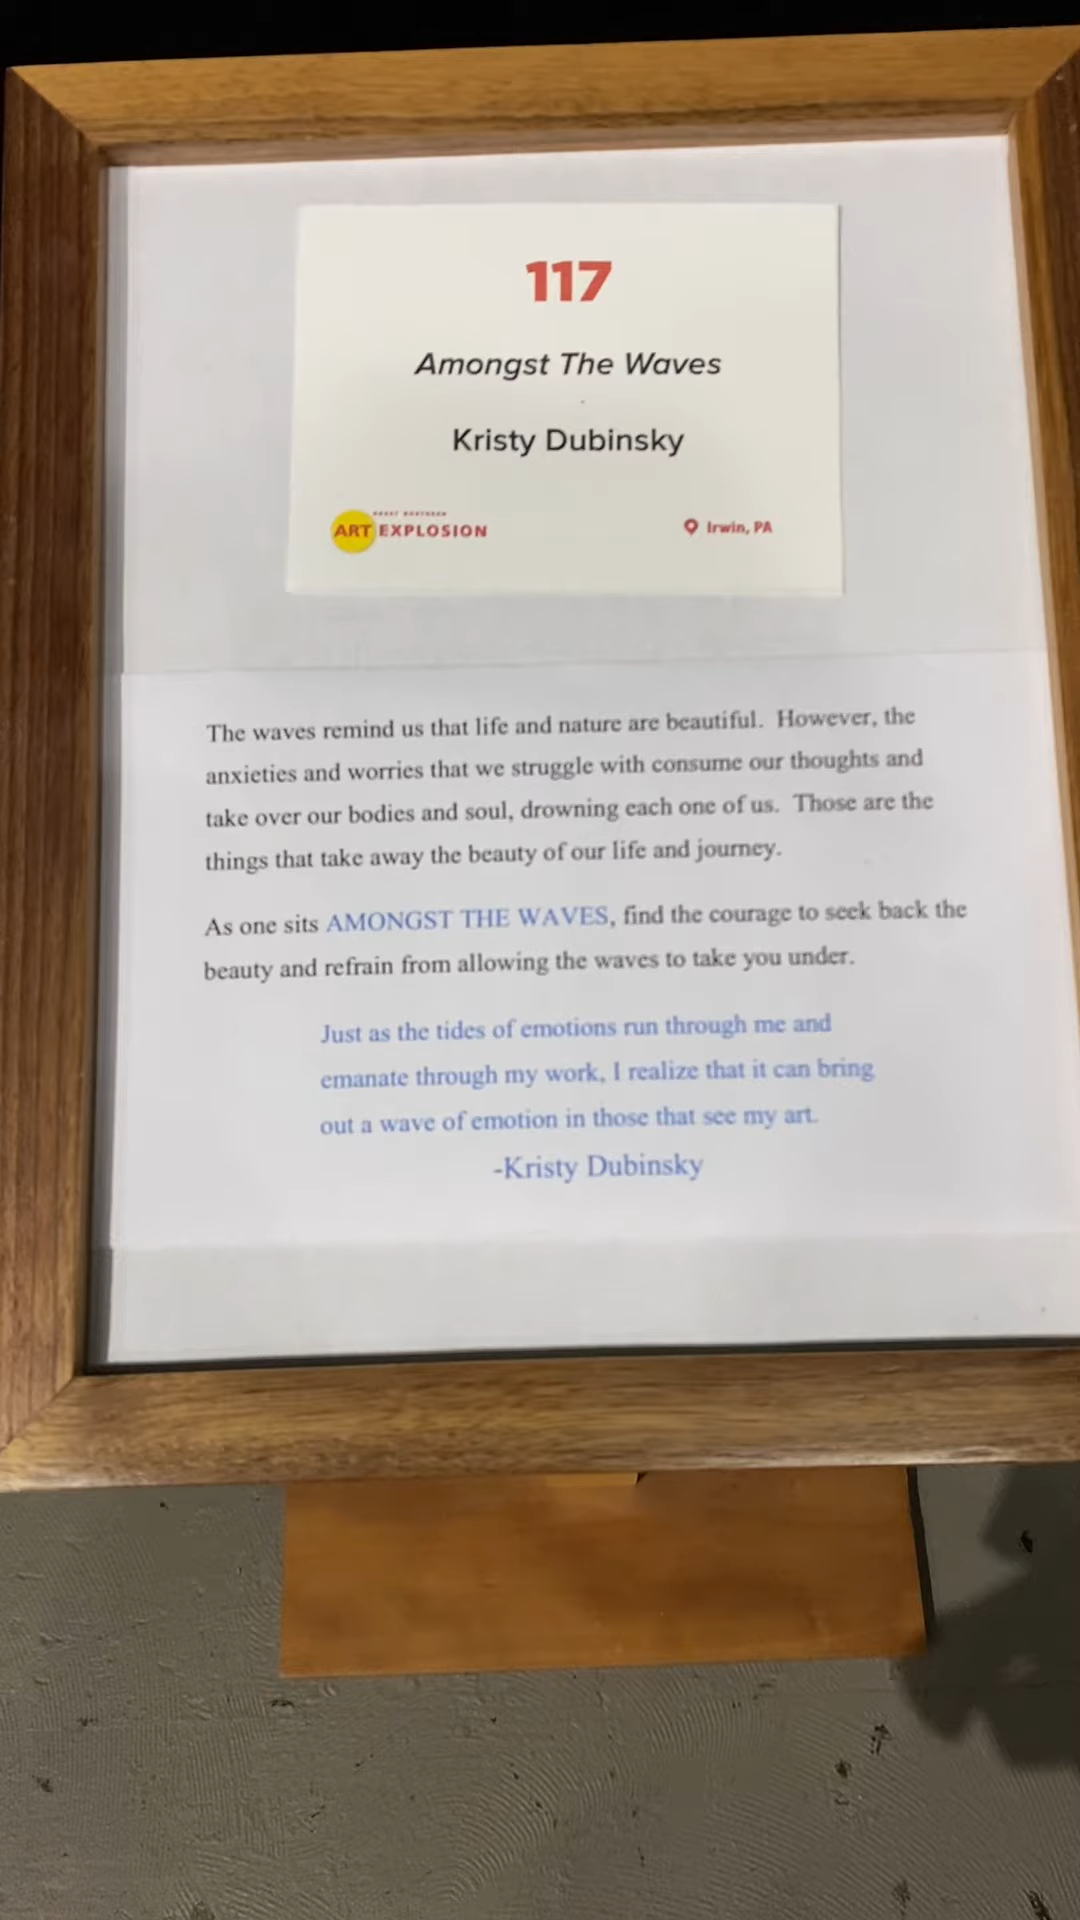 117
Amongst The Waves
Kristy Dubinsky
GREAT NORTHERN
ART EXPLOSION
Irwin, PA
The waves remind us that life and nature are beautiful. However, the
anxieties and worries that we struggle with consume our thoughts and
take over our bodies and soul, drowning each one of us. Those are the
things that take away the beauty of our life and journey.
As one sits AMONGST THE WAVES, find the courage to seek back the
beauty and refrain from allowing the waves to take you under.
Just as the tides of emotions run through me and
emanate through my work, I realize that it can bring
out a wave of emotion in those that see my art.
-Kristy Dubinsky